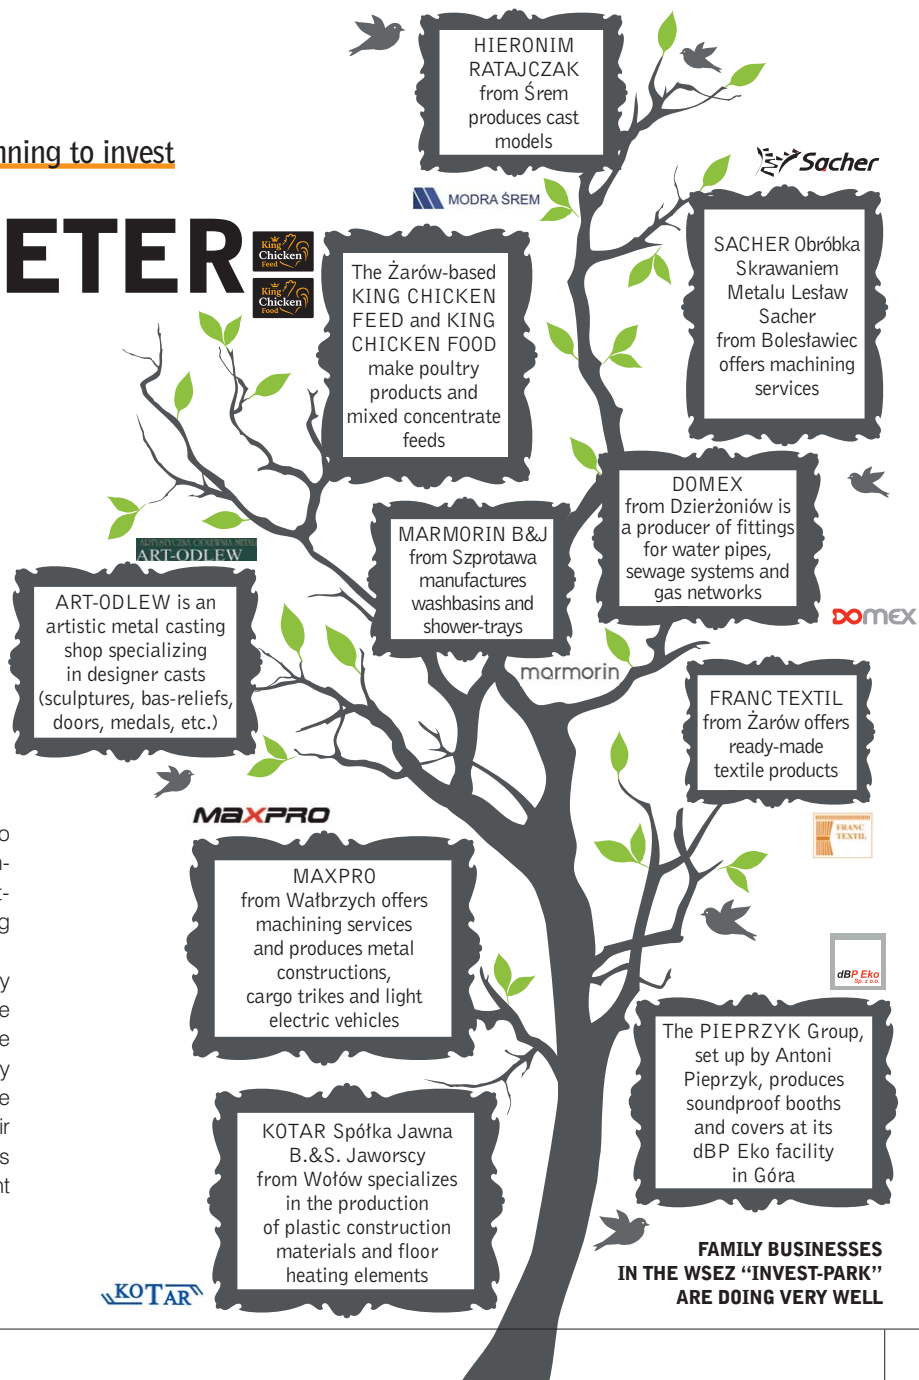 nning to invest
ETER
HIERONIM
RATAJCZAK
from Śrem
produces cast
models
MODRA ŚREM
Sacher
SACHER Obróbka
Skrawaniem
Metalu Lesław
Sacher
from Bolesławiec
offers machining
services
King
Chicken
Feed
King
Chicken
Food
The Żarów-based
KING CHICKEN
FEED and KING
CHICKEN FOOD
make poultry
products and
mixed concentrate
feeds
DOMEX
from Dzierżoniów is
a producer of fittings
for water pipes,
sewage systems and
gas networks
DOMEX
MARMORIN B&J
from Szprotawa
manufactures
washbasins and
shower-trays
marmorin
ARTYSTYCZNA ODLEWNIA METALI
ART-ODLEW
ART-ODLEW is an
artistic metal casting
shop specializing
in designer casts
(sculptures, bas-reliefs,
doors, medals, etc.)
FRANC TEXTIL
from Żarów offers
ready-made
textile products
FRANC
TEXTIL
MAXPRO
MAXPRO
from Wałbrzych offers
machining services
and produces metal
constructions,
cargo trikes and light
electric vehicles
dBP Eko
Sp. z o.o.
The PIEPRZYK Group,
set up by Antoni
Pieprzyk, produces
soundproof booths
and covers at its
dBP Eko facility
in Góra
KOTAR Spółka Jawna
B.&S. Jaworscy
from Wołów specializes
in the production
of plastic construction
materials and floor
heating elements
KOTAR
FAMILY BUSINESSES
IN THE WSEZ “INVEST-PARK”
ARE DOING VERY WELL
o
-
-
g
y
e
e
y
e
ir
s
nt